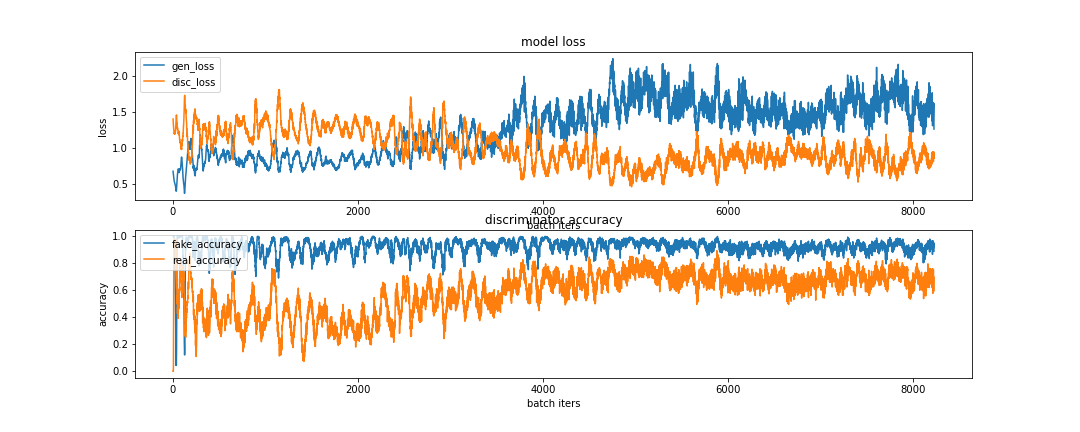 model loss
gen_loss
disc_loss
loss
2.0
1.5
1.0
0.5
0 2000 4000 6000 8000
batch iters
discriminator accuracy
fake_accuracy
real_accuracy
accuracy
1.0
0.8
0.6
0.4
0.2
0.0
0 2000 4000 6000 8000
batch iters